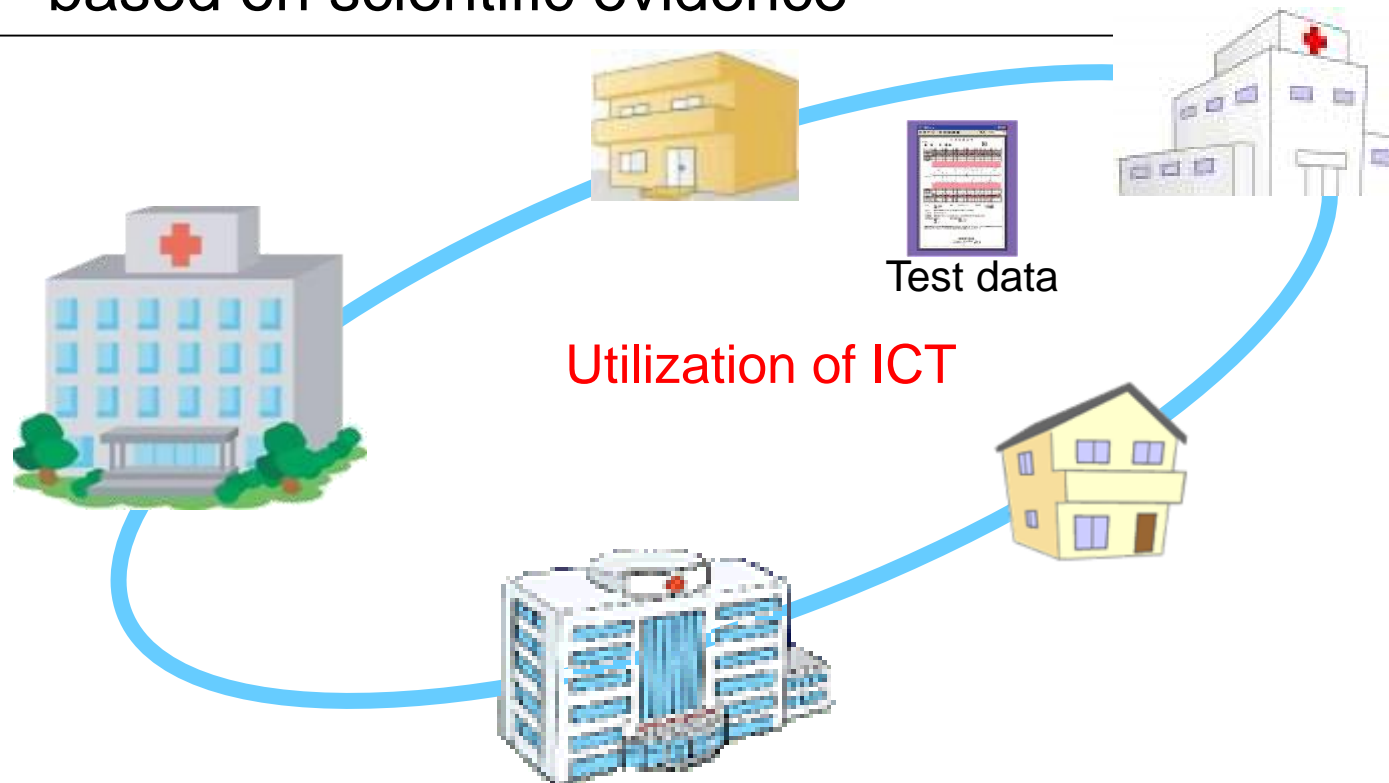 based on scientific evidence
Test data
Utilization of ICT